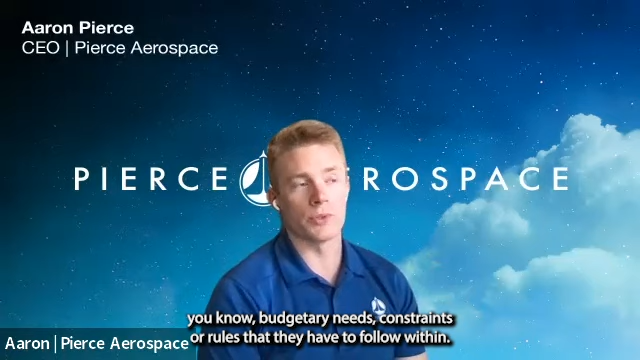 Aaron Pierce
CEO | Pierce Aerospace
PIERCE ROSPACE
you know, budgetary needs, constraints
or rules that they have to follow within.
Aaron | Pierce Aerospace